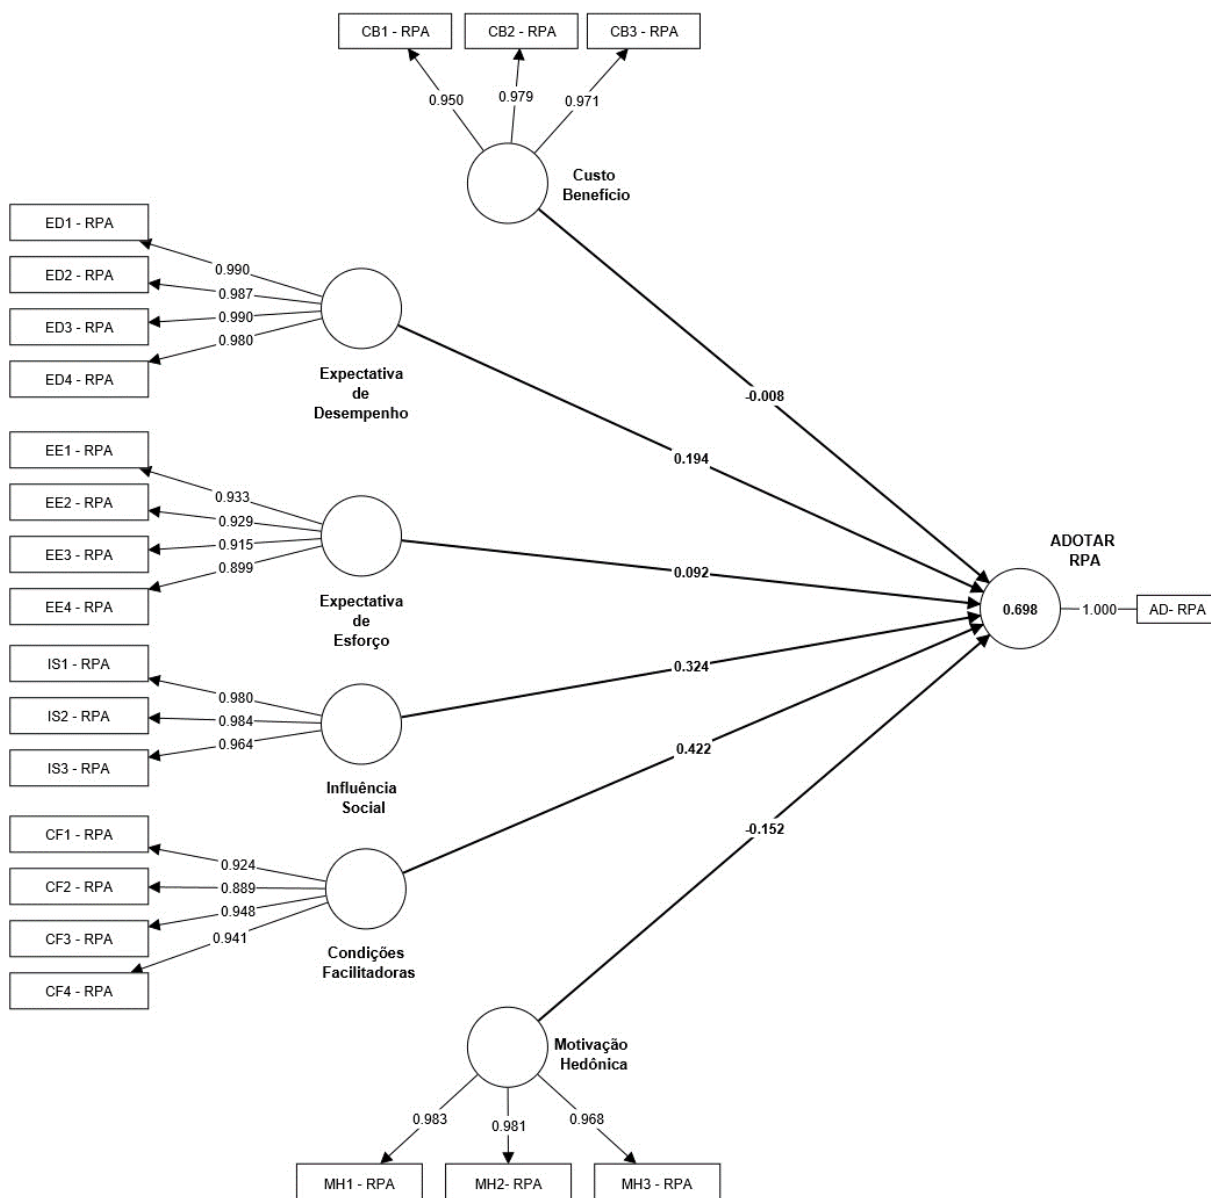 CB1 - RPA
CB2 - RPA
CB3 - RPA
0.950
0.979
0.971
Custo
Benefício
ED1 - RPA
ED2 - RPA
ED3 - RPA
ED4 - RPA
0.990
0.987
0.990
0.980
Expectativa
de
Desempenho
-0.008
0.194
EE1 - RPA
EE2 - RPA
EE3 - RPA
EE4 - RPA
0.933
0.929
0.915
0.899
Expectativa
de
Esforço
0.092
ADOTAR
RPA
0.698
1.000
AD- RPA
IS1 - RPA
IS2 - RPA
IS3 - RPA
0.980
0.984
0.964
Influência
Social
0.324
CF1 - RPA
CF2 - RPA
CF3 - RPA
CF4 - RPA
0.924
0.889
0.948
0.941
Condições
Facilitadoras
0.422
-0.152
Motivação
Hedônica
0.983
0.981
0.968
MH1 - RPA
MH2- RPA
MH3 - RPA